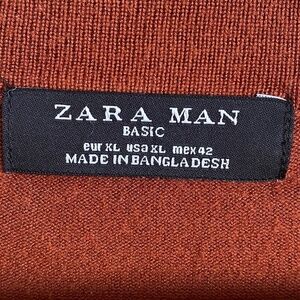 ZARA MAN
BASIC
eur XL usa XL mex 42
MADE IN BANGLADESH